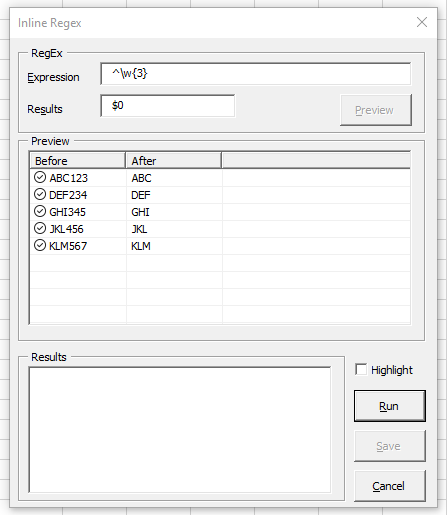 Inline Regex
RegEx
Expression ^\w{3}
Results $0 Preview
Preview
Before After
ABC123 ABC
DEF234 DEF
GHI345 GHI
JKL456 JKL
KLM567 KLM
Results
Highlight
Run
Save
Cancel